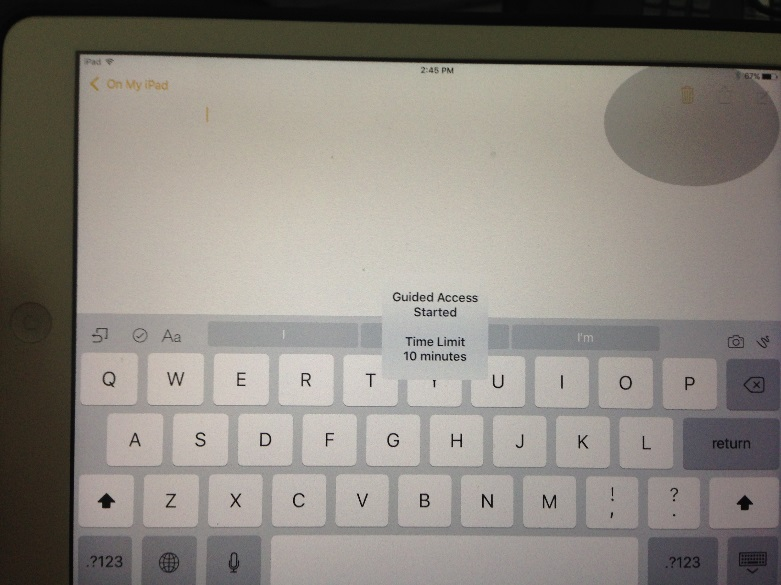 iPad
2:45 PM
67%
On My iPad
Guided Access
Started
Time Limit
10 minutes
Aa
I
I'm
Q W E R T Y U I O P
A S D F G H J K L return
Z X C V B N M ! , ? .
.?123 .?123